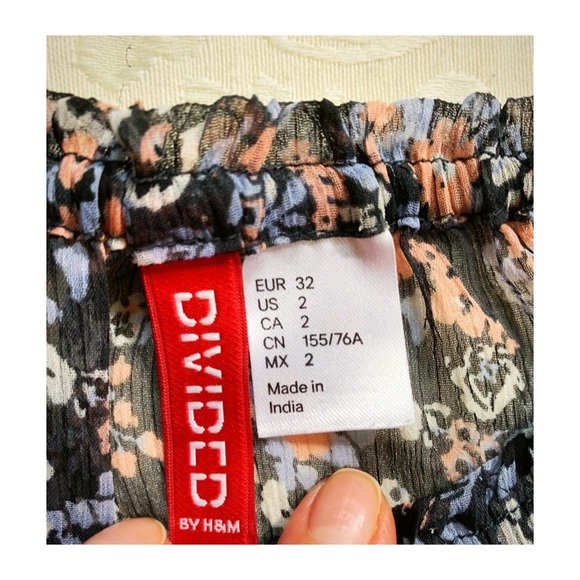 DIVIDED
BY H&M
EUR 32
US 2
CA 2
CN 155/76A
MX 2
Made in
India